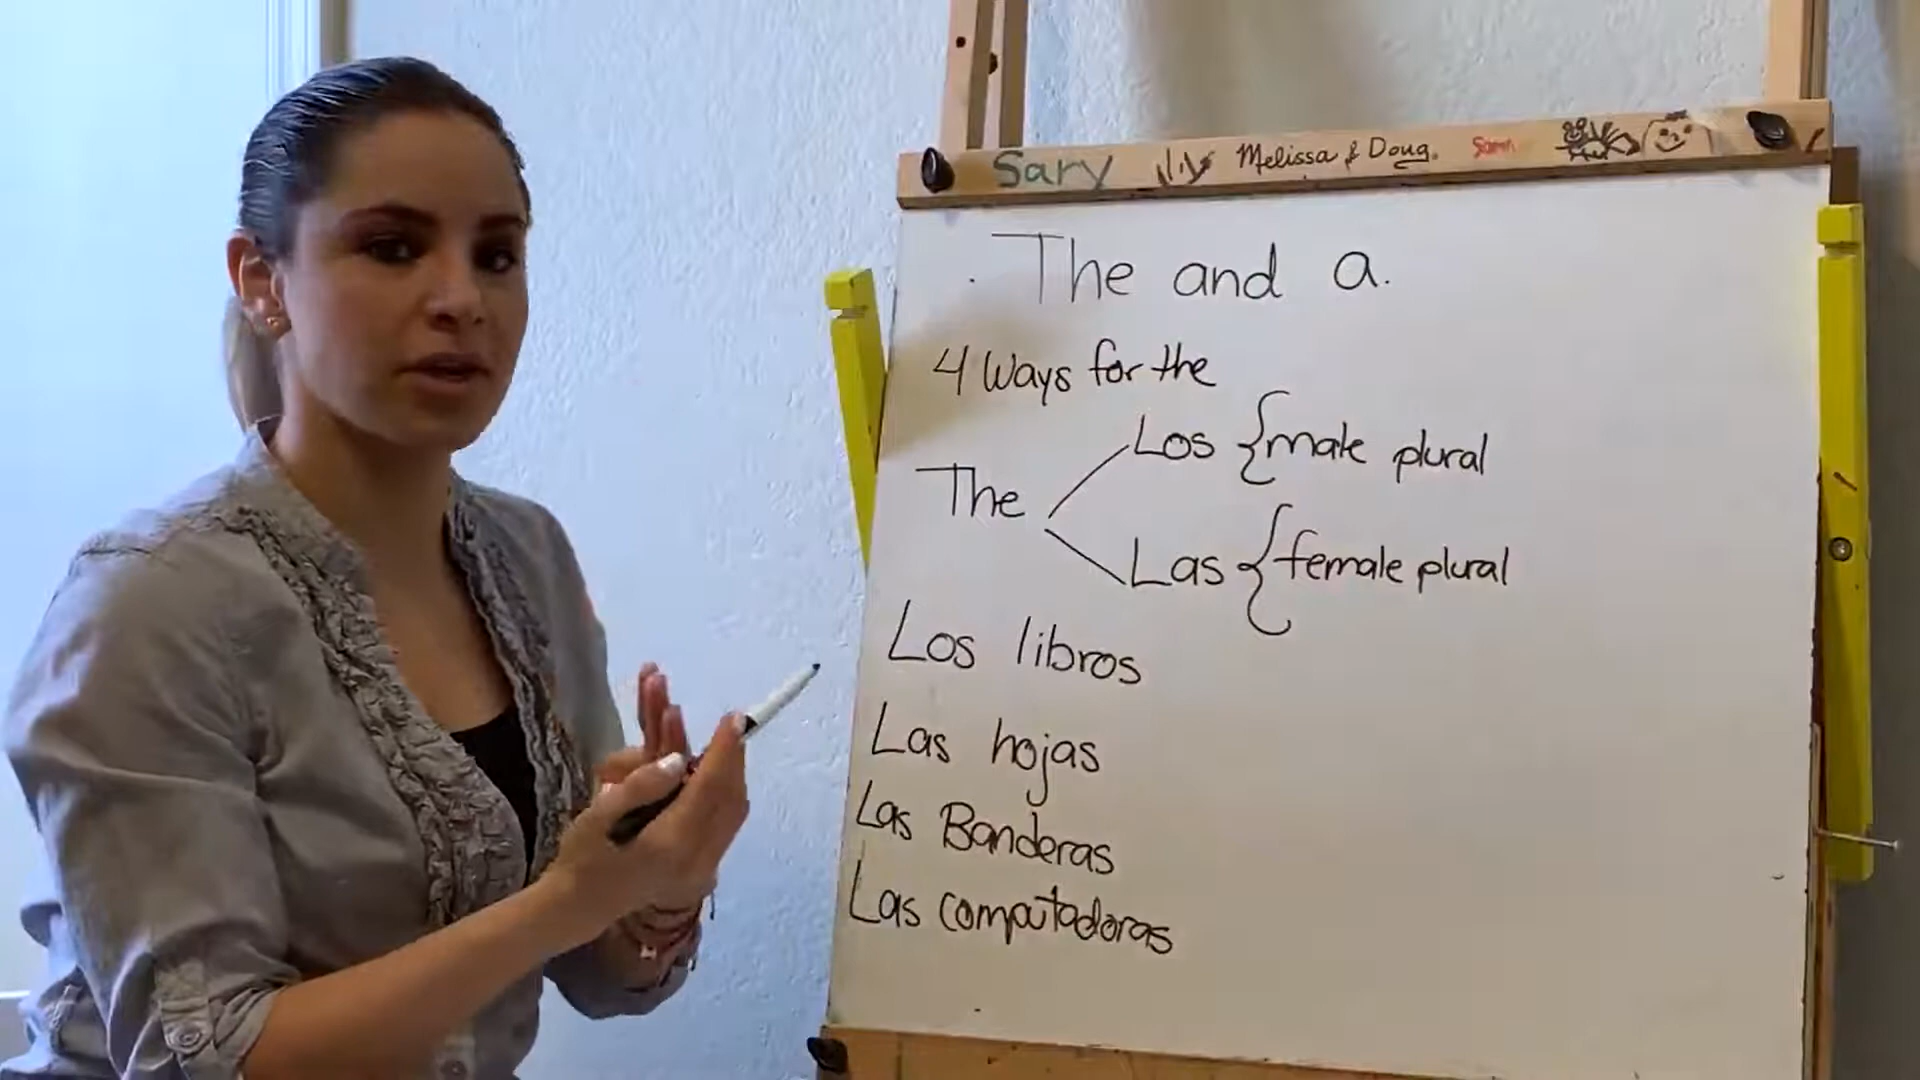 Sary Melissa & Doug. Sam
The and a.
4 Ways for the
Los { male plural
The
Las { female plural
Los libros
Las hojas
Las Banderas
Las computadoras